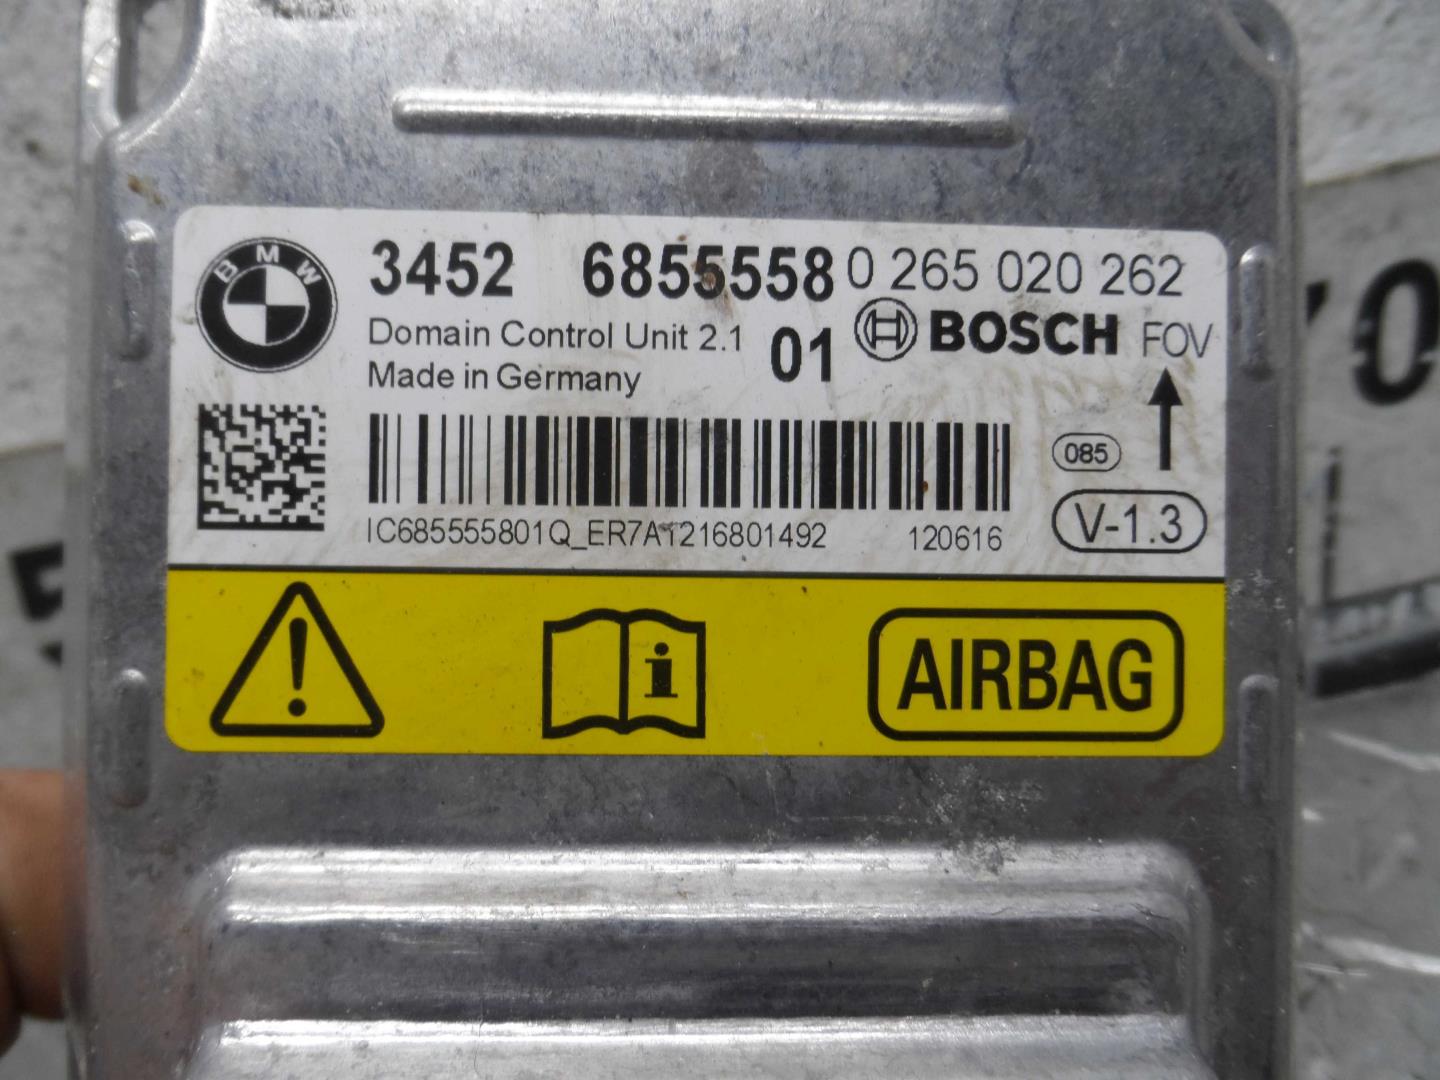 BMW
3452 6855558 0 265 020 262
Domain Control Unit 2.1 01 BOSCH FOV
Made in Germany
085
V-1.3
IC685555801Q_ER7A1216801492 120616
AIRBAG